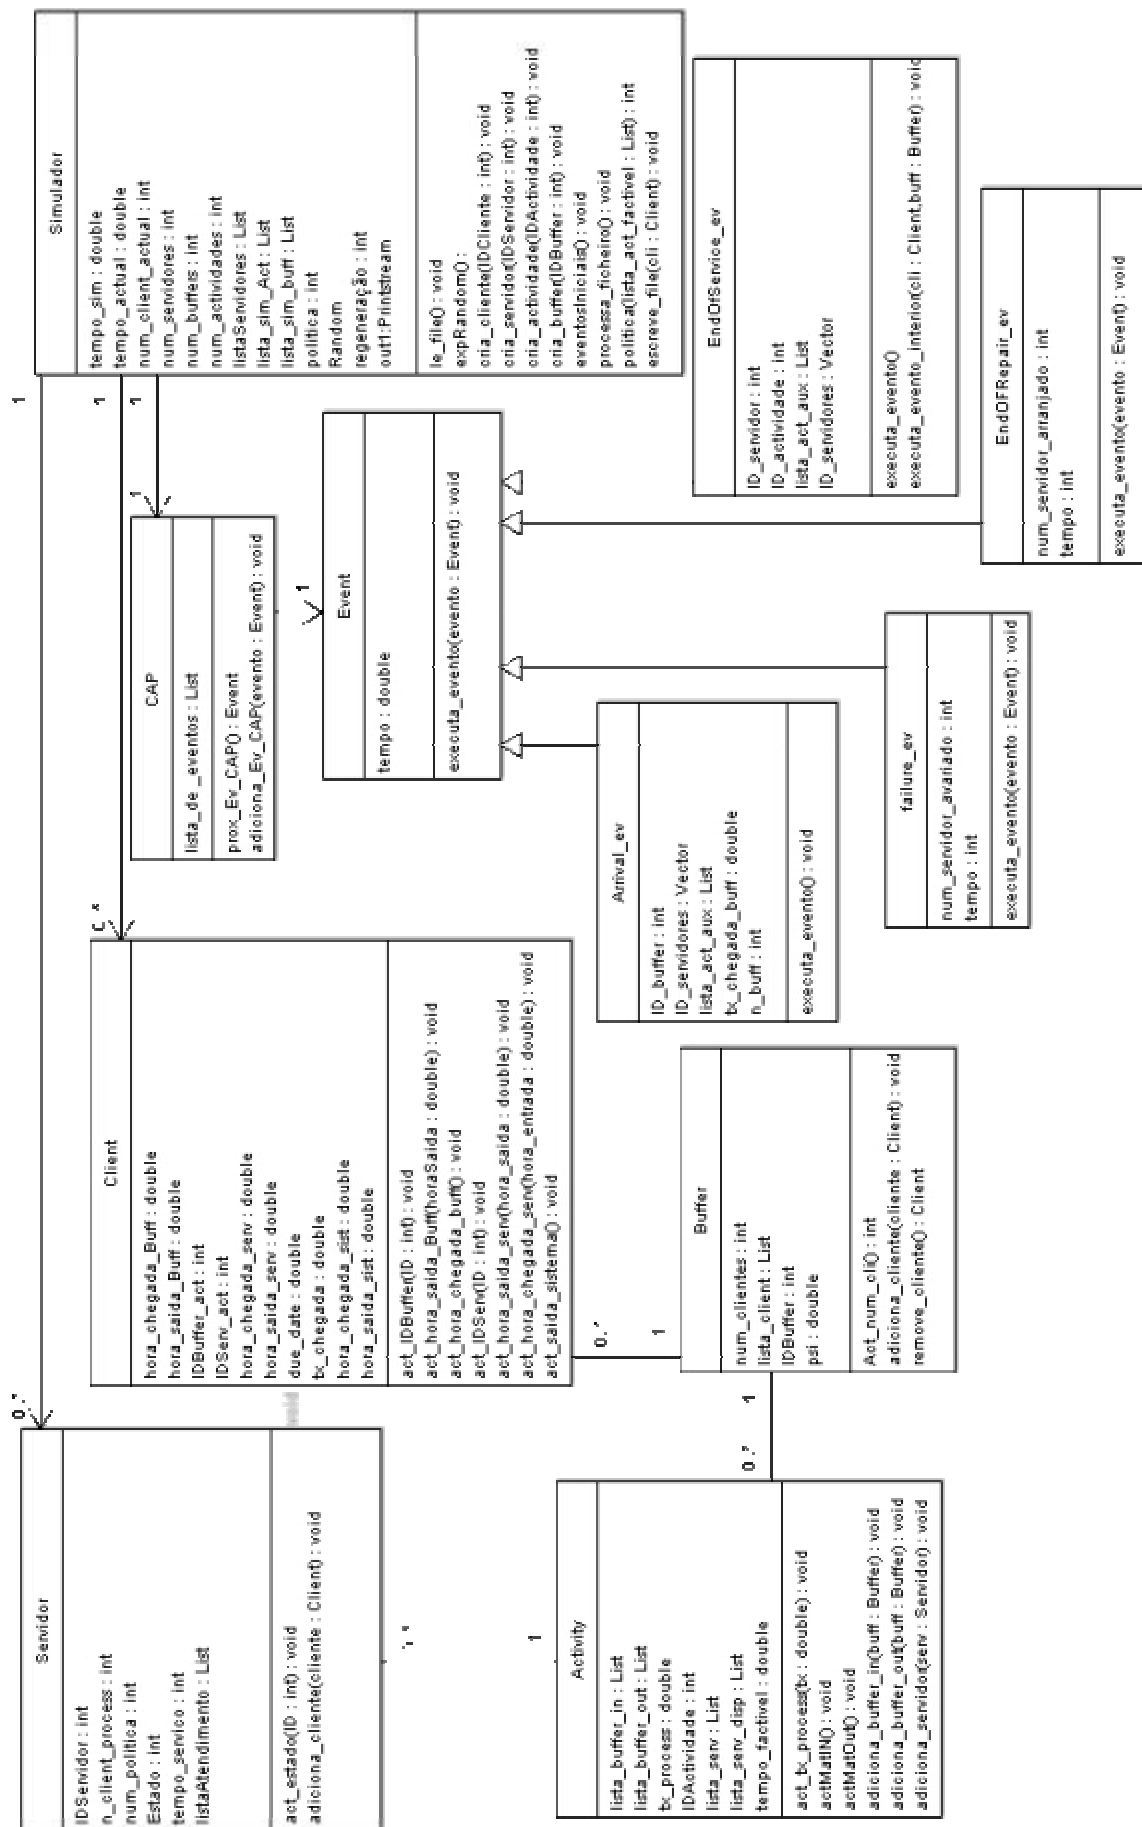 Servidor
IDServidor : int
n_client_process : int
num_politica : int
Estado : int
tempo_servico : int
listaAtendimento : List
act_estado(ID : int) : void
adiciona_cliente(cliente : Client) : void
0..*
1
Client
hora_chegada_Buff : double
hora_saida_Buff : double
IDBuffer_act : int
IDServ_act : int
hora_chegada_serv : double
hora_saida_serv : double
due_date : double
tx_chegada : double
hora_chegada_sist : double
hora_saida_sist : double
act_IDBuffer(ID : int) : void
act_hora_saida_Buff(horaSaida : double) : void
act_hora_chegada_buff() : void
act_IDServ(ID : int) : void
act_hora_saida_serv(hora_saida : double) : void
act_hora_chegada_serv(hora_entrada : double) : void
act_saida_sistema() : void
void
0..*
1
CAP
lista_de _eventos : List
prox_Ev_CAP() : Event
adiciona_Ev_CAP(evento : Event) : void
1
1
Simulador
tempo_sim : double
tempo_actual : double
num_client_actual : int
num_servidores : int
num_buffers : int
num_actividades : int
listaServidores : List
lista_sim_Act : List
lista_sim_buff : List
politica : int
Random
regeneração : int
out1:Printstream
le_file() : void
expRandom() :
cria_cliente(IDCliente : int) : void
cria_servidor(IDServidor : int) : void
cria_actividade(IDActividade : int) : void
cria_buffer(IDBuffer : int) : void
eventosIniciais() : void
processa_ficheiro() : void
politica(lista_act_factivel : List) : int
escreve_file(cli : Client) : void
1
Event
tempo : double
executa_evento(evento : Event) : void
Activity
lista_buffer_in : List
lista_buffer_out : List
tx_process : double
IDActividade : int
lista_serv : List
lista_serv_disp : List
tempo_factivel : double
act_tx_process(tx : double) : void
actMatIN() : void
actMatOut() : void
adiciona_buffer_in(buff : Buffer) : void
adiciona_buffer_out(buff : Buffer) : void
adiciona_servidor(serv : Servidor) : void
1
0..*
1
0..*
1
Buffer
num_clientes : int
lista_client : List
IDBuffer : int
psi : double
Act_num_cli() : int
adiciona_cliente(cliente : Client) : void
remove_cliente() : Client
Arrival_ev
ID_buffer : int
ID_servidores : Vector
lista_act_aux : List
tx_chegada_buff : double
n_buff : int
executa_evento() : void
failure_ev
num_servidor_avariado : int
tempo : int
executa_evento(evento : Event) : void
EndOfService_ev
ID_servidor : int
ID_actividade : int
lista_act_aux : List
ID_servidores : Vector
executa_evento()
executa_evento_interior(cli : Client,buff : Buffer) : void
EndOFRepair_ev
num_servidor_arranjado : int
tempo : int
executa_evento(evento : Event) : void